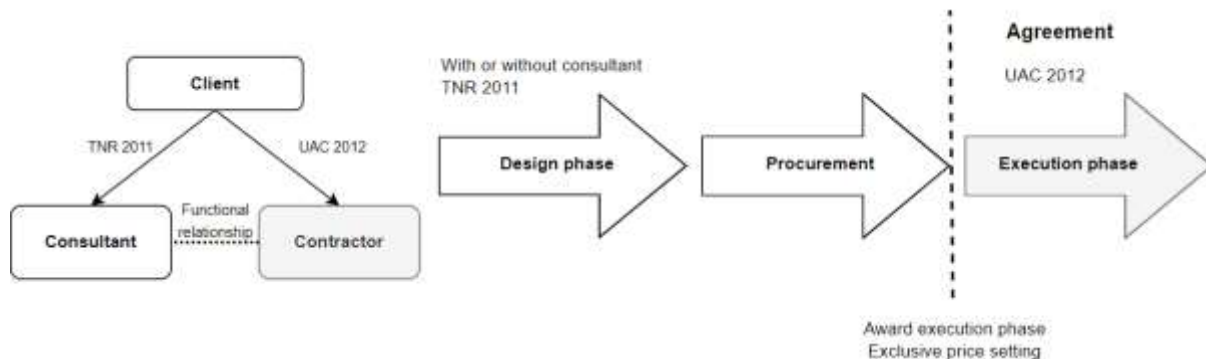 Client
TNR 2011
UAC 2012
Functional
relationship
Consultant
Contractor
With or without consultant
TNR 2011
Design phase
Procurement
Agreement
UAC 2012
Execution phase
Award execution phase
Exclusive price setting